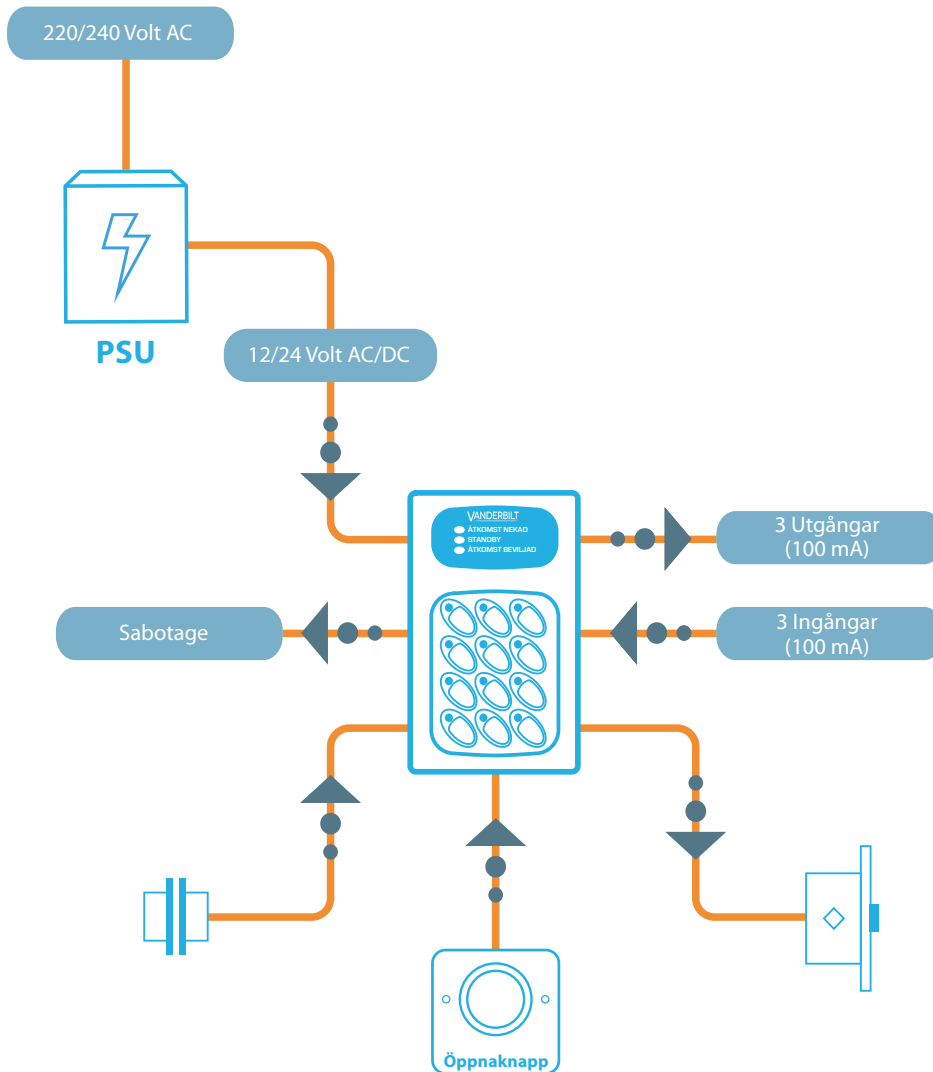 220/240 Volt AC
PSU
12/24 Volt AC/DC
VANDERBILT
ÅTKOMST NEKAD
STANDBY
ÅTKOMST BEVILJAD
3 Utgångar
(100 mA)
Sabotage
3 Ingångar
(100 mA)
Öppnaknapp